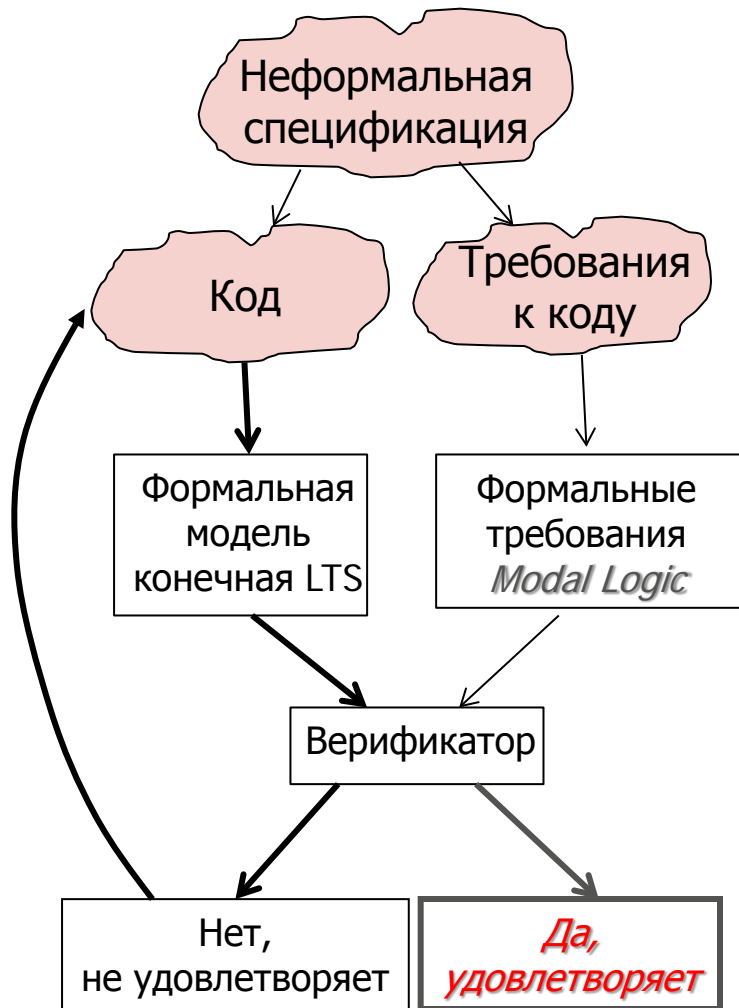 Неформальная
спецификация
Код
Требования
к коду
Формальная
модель
конечная LTS
Формальные
требования
Modal Logic
Верификатор
Нет,
не удовлетворяет
Да,
удовлетворяет